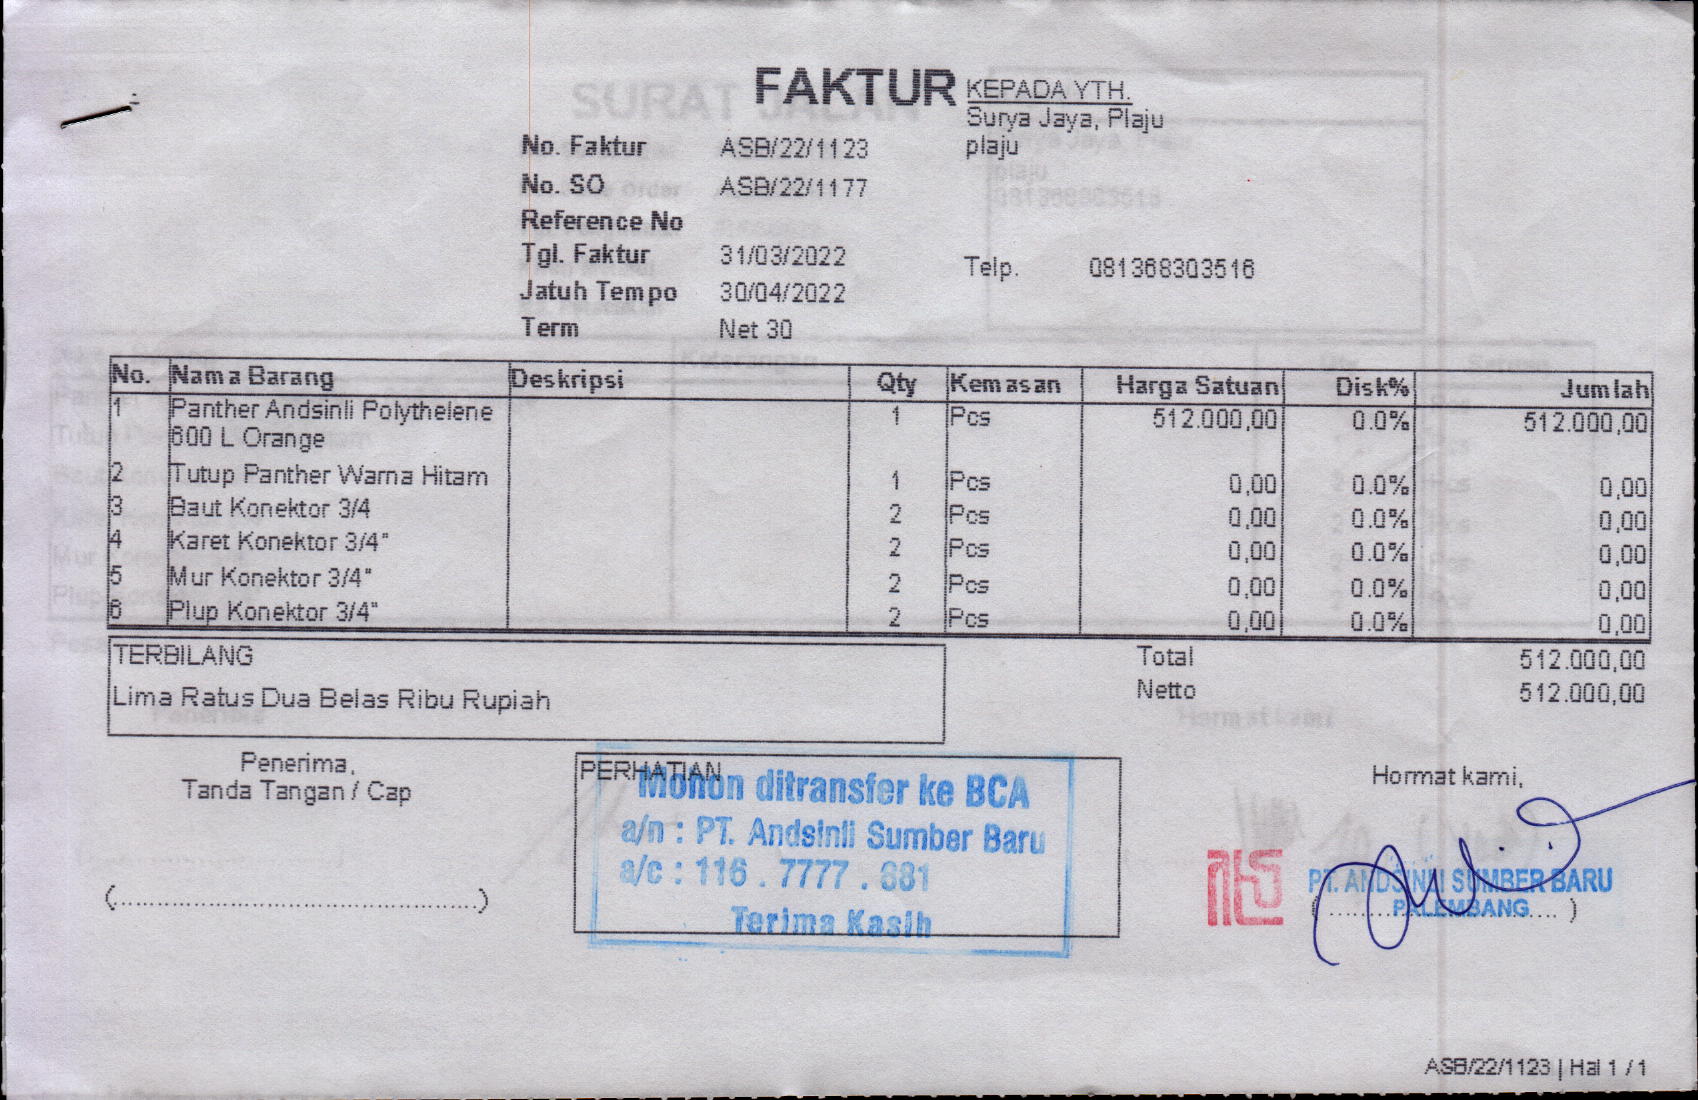 FAKTUR
KEPADA YTH.
Surya Jaya, Plaju
plaju
No. Faktur ASB/22/1123
No. SO ASB/22/1177
Reference No
Tgl. Faktur 31/03/2022
Jatuh Tempo 30/04/2022
Term Net 30
Telp. 081368303516
No. Nama Barang Deskripsi Qty Kemasan Harga Satuan Disk% Jumlah
1 Panther Andsinli Polythelene 1 Pcs 512.000,00 0.0% 512.000,00
600 L Orange
2 Tutup Panther Warna Hitam 1 Pcs 0,00 0.0% 0,00
3 Baut Konektor 3/4 2 Pcs 0,00 0.0% 0,00
4 Karet Konektor 3/4" 2 Pcs 0,00 0.0% 0,00
5 Mur Konektor 3/4" 2 Pcs 0,00 0.0% 0,00
6 Plup Konektor 3/4" 2 Pcs 0,00 0.0% 0,00
TERBILANG
Lima Ratus Dua Belas Ribu Rupiah
Total 512.000,00
Netto 512.000,00
Penerima,
Tanda Tangan / Cap
(..............................................)
PERHATIAN
Mohon ditransfer ke BCA
a/n : PT. Andsinli Sumber Baru
a/c : 116 . 7777 . 681
Terima Kasih
Hormat kami,
PT. ANDSINLI SUMBER BARU
PALEMBANG
ASB/22/1123 | Hal 1 / 1